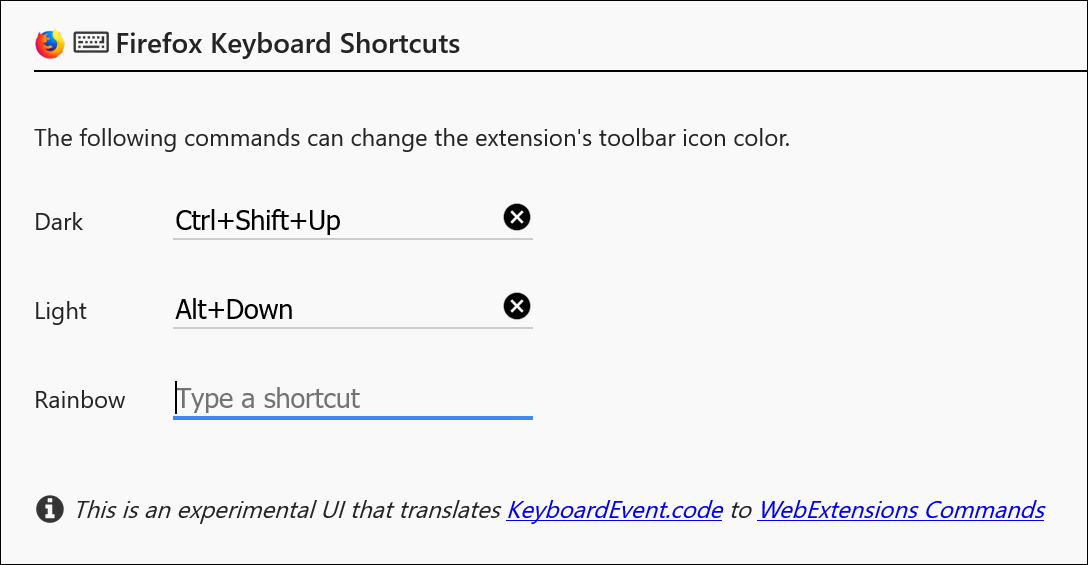 Firefox Keyboard Shortcuts
The following commands can change the extension's toolbar icon color.
Dark Ctrl+Shift+Up
Light Alt+Down
Rainbow Type a shortcut
This is an experimental UI that translates KeyboardEvent.code to WebExtensions Commands